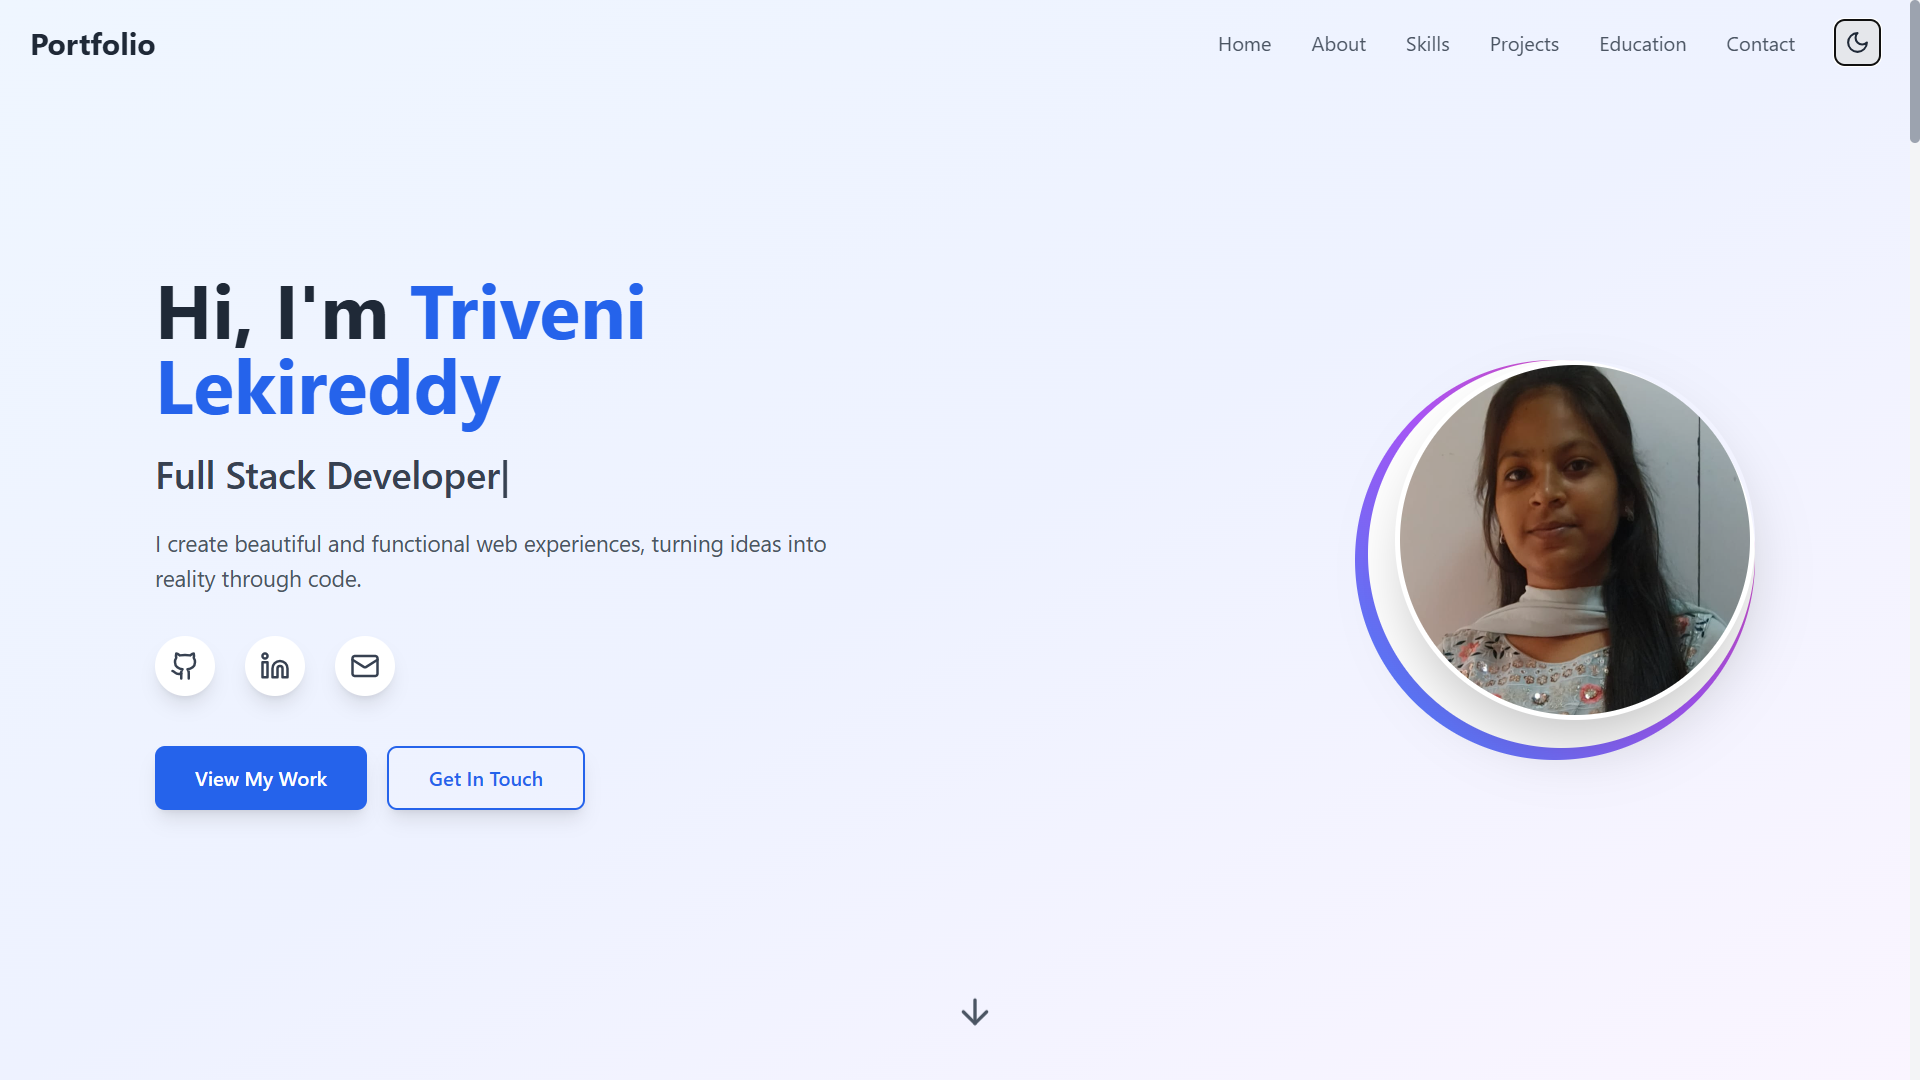 Portfolio
Home About Skills Projects Education Contact
Hi, I'm Triveni
Lekireddy
Full Stack Developer|
I create beautiful and functional web experiences, turning ideas into
reality through code.
View My Work Get In Touch